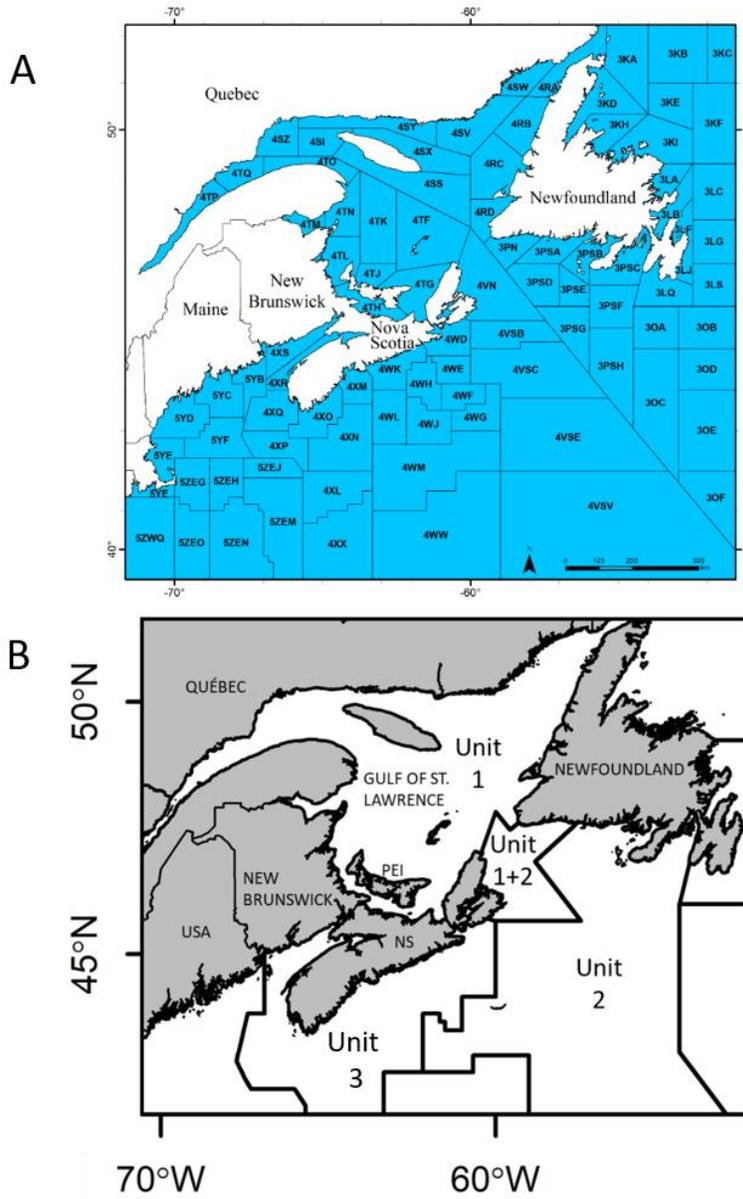 A
-70°
-60°
3KA
3KB
3KC
Quebec
4SW
4RA
3KD
3KE
3KF
50°
4SZ
4SI
4SY
4SV
4RB
3KH
3KI
4SX
4TO
4TQ
4SS
4RC
4TP
Newfoundland
3LA
3LC
4TN
4TM
4TK
4TF
4RD
3LB
3LF
3LG
4TL
3PN
3PSA
3PSB
3PSC
4TJ
3LJ
New
Brunswick
4TG
4VN
3PSD
3PSE
3LQ
3LS
Maine
4TH
3PSF
Nova
Scotia
4WD
4VSB
3PSG
3OA
3OB
4XS
4XR
4XM
4WK
4WE
4VSC
3PSH
3OD
5YB
4WH
5YC
4WF
3OC
5YD
4XQ
4XO
4WL
4WJ
4WG
3OE
5YF
4XP
4XN
4VSE
5YE
5ZEJ
4WM
5ZEG
5ZEH
5YE
4XL
3OF
5ZEM
4VSV
5ZWQ
5ZEO
5ZEN
4XX
4WW
40°
N
0
125
250
500
km
-70°
-60°
B
50°N
QUÉBEC
Unit
1
GULF OF ST.
LAWRENCE
NEWFOUNDLAND
Unit
1+2
PEI
NEW
BRUNSWICK
USA
NS
45°N
Unit
2
Unit
3
70°W
60°W